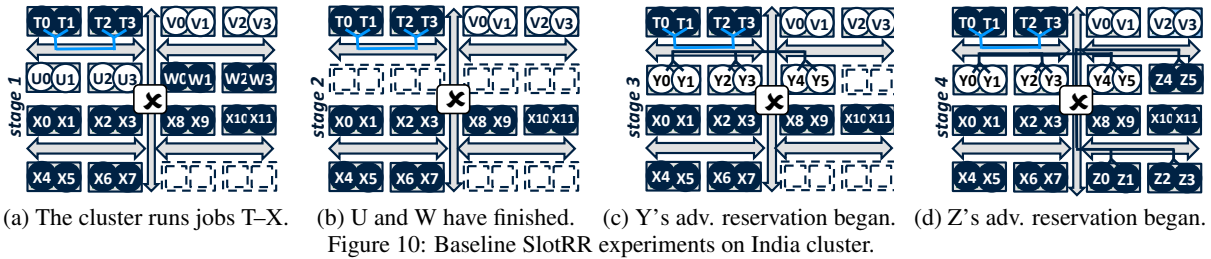 T0 T1 T2 T3 V0 V1 V2 V3 T0 T1 T2 T3 V0 V1 V2 V3 T0 T1 T2 T3 V0 V1 V2 V3 T0 T1 T2 T3 V0 V1 V2 V3
stage 1 U0 U1 U2 U3 W0 W1 W2 W3 stage 2 stage 3 Y0 Y1 Y2 Y3 Y4 Y5 stage 4 Y0 Y1 Y2 Y3 Y4 Y5 Z4 Z5
X0 X1 X2 X3 X8 X9 X10 X11 X0 X1 X2 X3 X8 X9 X10 X11 X0 X1 X2 X3 X8 X9 X10 X11 X0 X1 X2 X3 X8 X9 X10 X11
X4 X5 X6 X7 X4 X5 X6 X7 X4 X5 X6 X7 X4 X5 X6 X7 Z0 Z1 Z2 Z3
(a) The cluster runs jobs T–X. (b) U and W have finished. (c) Y's adv. reservation began. (d) Z's adv. reservation began.
Figure 10: Baseline SlotRR experiments on India cluster.